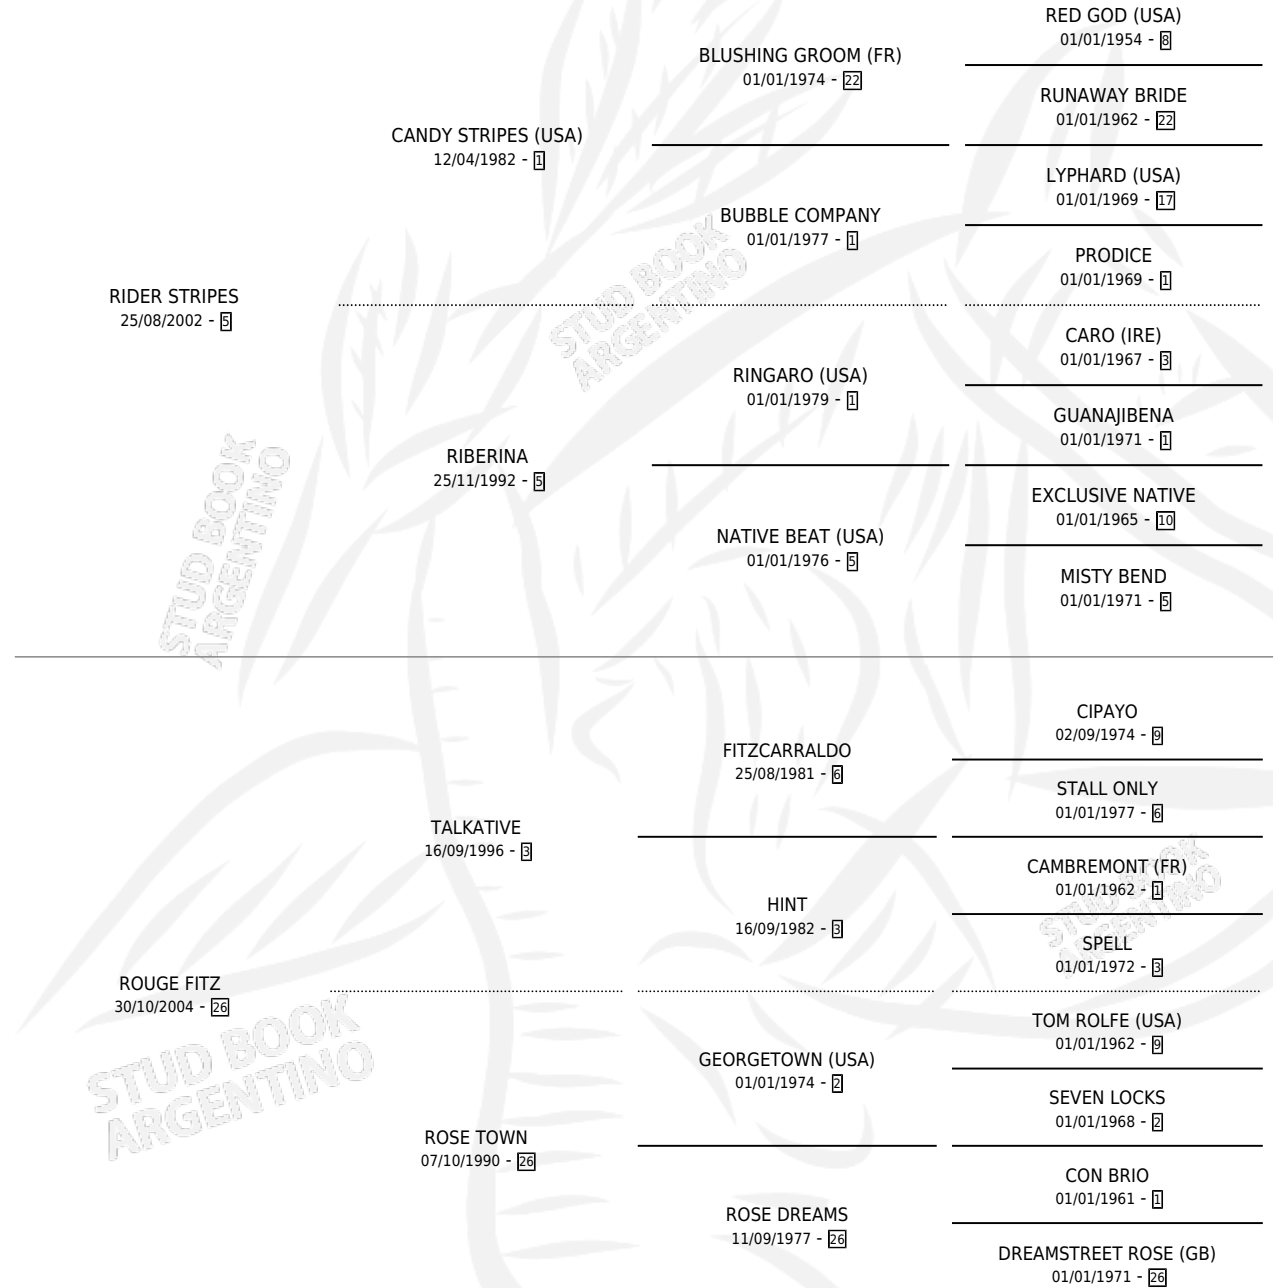 RED GOD (USA)
01/01/1954 - 8
BLUSHING GROOM (FR)
01/01/1974 - 22
RUNAWAY BRIDE
01/01/1962 - 22
CANDY STRIPES (USA)
12/04/1982 - 1
LYPHARD (USA)
01/01/1969 - 17
BUBBLE COMPANY
01/01/1977 - 1
PRODICE
01/01/1969 - 1
RIDER STRIPES
25/08/2002 - 5
STUD BOOK
ARGENTINO
CARO (IRE)
01/01/1967 - 3
RINGARO (USA)
01/01/1979 - 1
GUANAJIBENA
01/01/1971 - 1
RIBERINA
25/11/1992 - 5
EXCLUSIVE NATIVE
01/01/1965 - 10
NATIVE BEAT (USA)
01/01/1976 - 5
MISTY BEND
01/01/1971 - 5
STUD BOOK
ARGENTINO
CIPAYO
02/09/1974 - 9
FITZCARRALDO
25/08/1981 - 6
STALL ONLY
01/01/1977 - 6
TALKATIVE
16/09/1996 - 3
CAMBREMONT (FR)
01/01/1962 - 1
HINT
16/09/1982 - 3
SPELL
01/01/1972 - 3
STUD BOOK
ARGENTINO
ROUGE FITZ
30/10/2004 - 26
TOM ROLFE (USA)
01/01/1962 - 9
GEORGETOWN (USA)
01/01/1974 - 2
SEVEN LOCKS
01/01/1968 - 2
STUD BOOK
ARGENTINO
ROSE TOWN
07/10/1990 - 26
CON BRIO
01/01/1961 - 1
ROSE DREAMS
11/09/1977 - 26
DREAMSTREET ROSE (GB)
01/01/1971 - 26